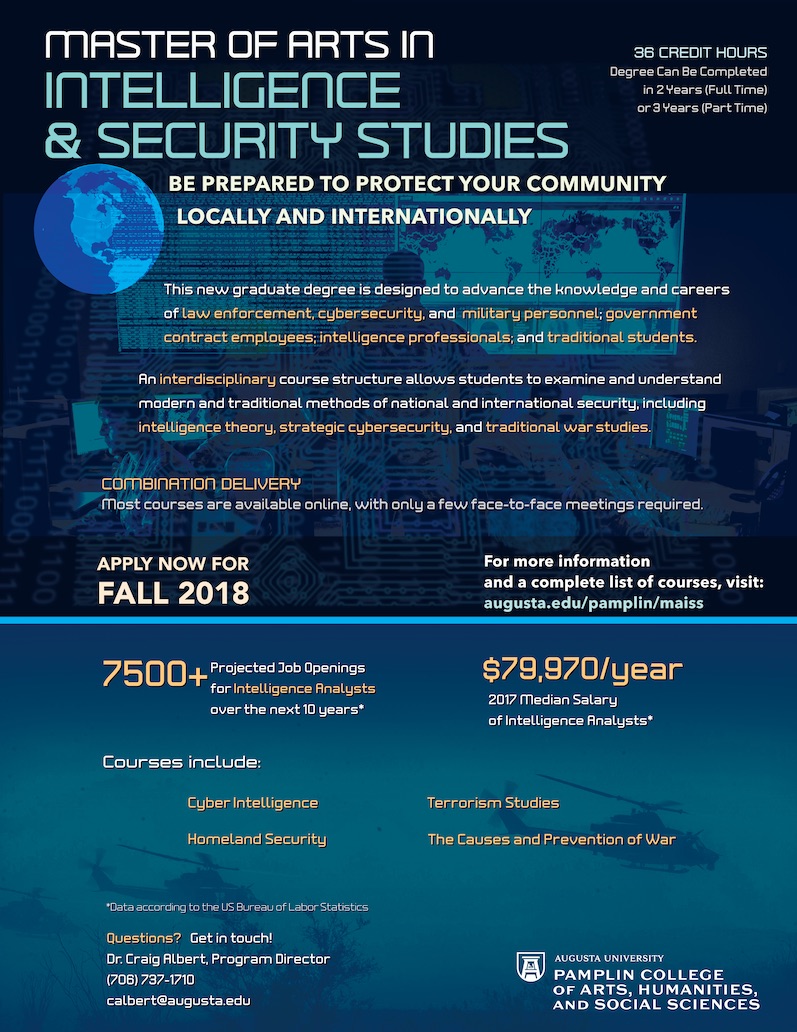 MASTER OF ARTS IN
INTELLIGENCE
& SECURITY STUDIES
36 CREDIT HOURS
Degree Can Be Completed
in 2 Years (Full Time)
or 3 Years (Part Time)
BE PREPARED TO PROTECT YOUR COMMUNITY
LOCALLY AND INTERNATIONALLY
This new graduate degree is designed to advance the knowledge and careers
of law enforcement, cybersecurity, and military personnel; government
contract employees; intelligence professionals; and traditional students.
An interdisciplinary course structure allows students to examine and understand
modern and traditional methods of national and international security, including
intelligence theory, strategic cybersecurity, and traditional war studies.
COMBINATION DELIVERY
Most courses are available online, with only a few face-to-face meetings required.
APPLY NOW FOR
FALL 2018
For more information
and a complete list of courses, visit:
augusta.edu/pamplin/maiss
7500+
Projected Job Openings
for Intelligence Analysts
over the next 10 years*
$79,970/year
2017 Median Salary
of Intelligence Analysts*
Courses include:
Cyber Intelligence
Terrorism Studies
Homeland Security
The Causes and Prevention of War
*Data according to the US Bureau of Labor Statistics
Questions? Get in touch!
Dr. Craig Albert, Program Director
(706) 737-1710
calbert@augusta.edu
AUGUSTA UNIVERSITY
PAMPLIN COLLEGE
OF ARTS, HUMANITIES,
AND SOCIAL SCIENCES